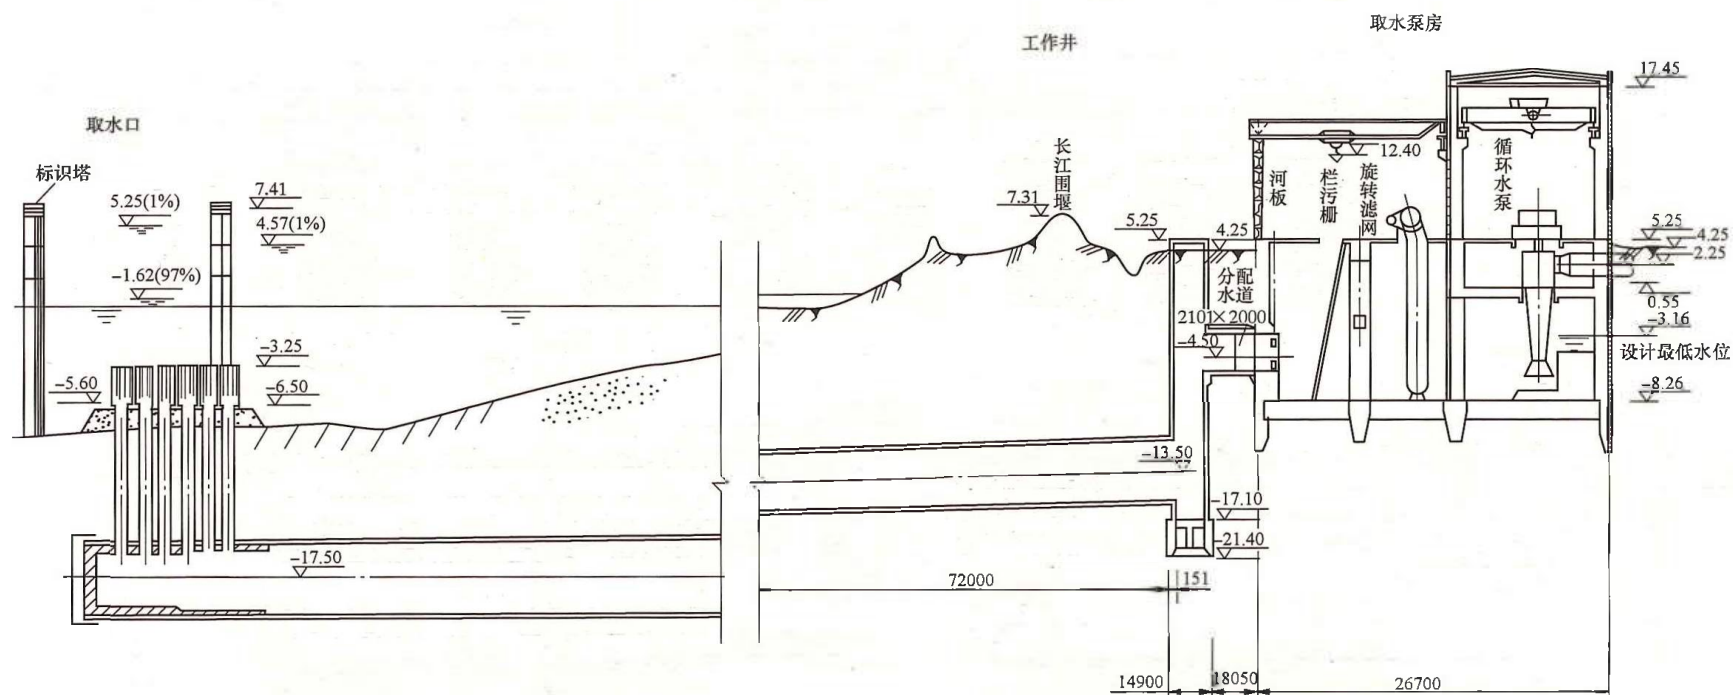 取水泵房
工作井
17.45
取水口
长江围堰
循环水泵
12.40
标识塔
河板
栏污栅
旋转滤网
5.25(1%)
7.41
4.57(1%)
7.31
5.25
4.25
5.25
4.25
2.25
-1.62(97%)
分配
水道
2101×2000
0.55
-3.16
设计最低水位
-3.25
-4.50
-5.60
-6.50
-8.26
-13.50
-17.10
-21.40
-17.50
72000
151
14900
18050
26700